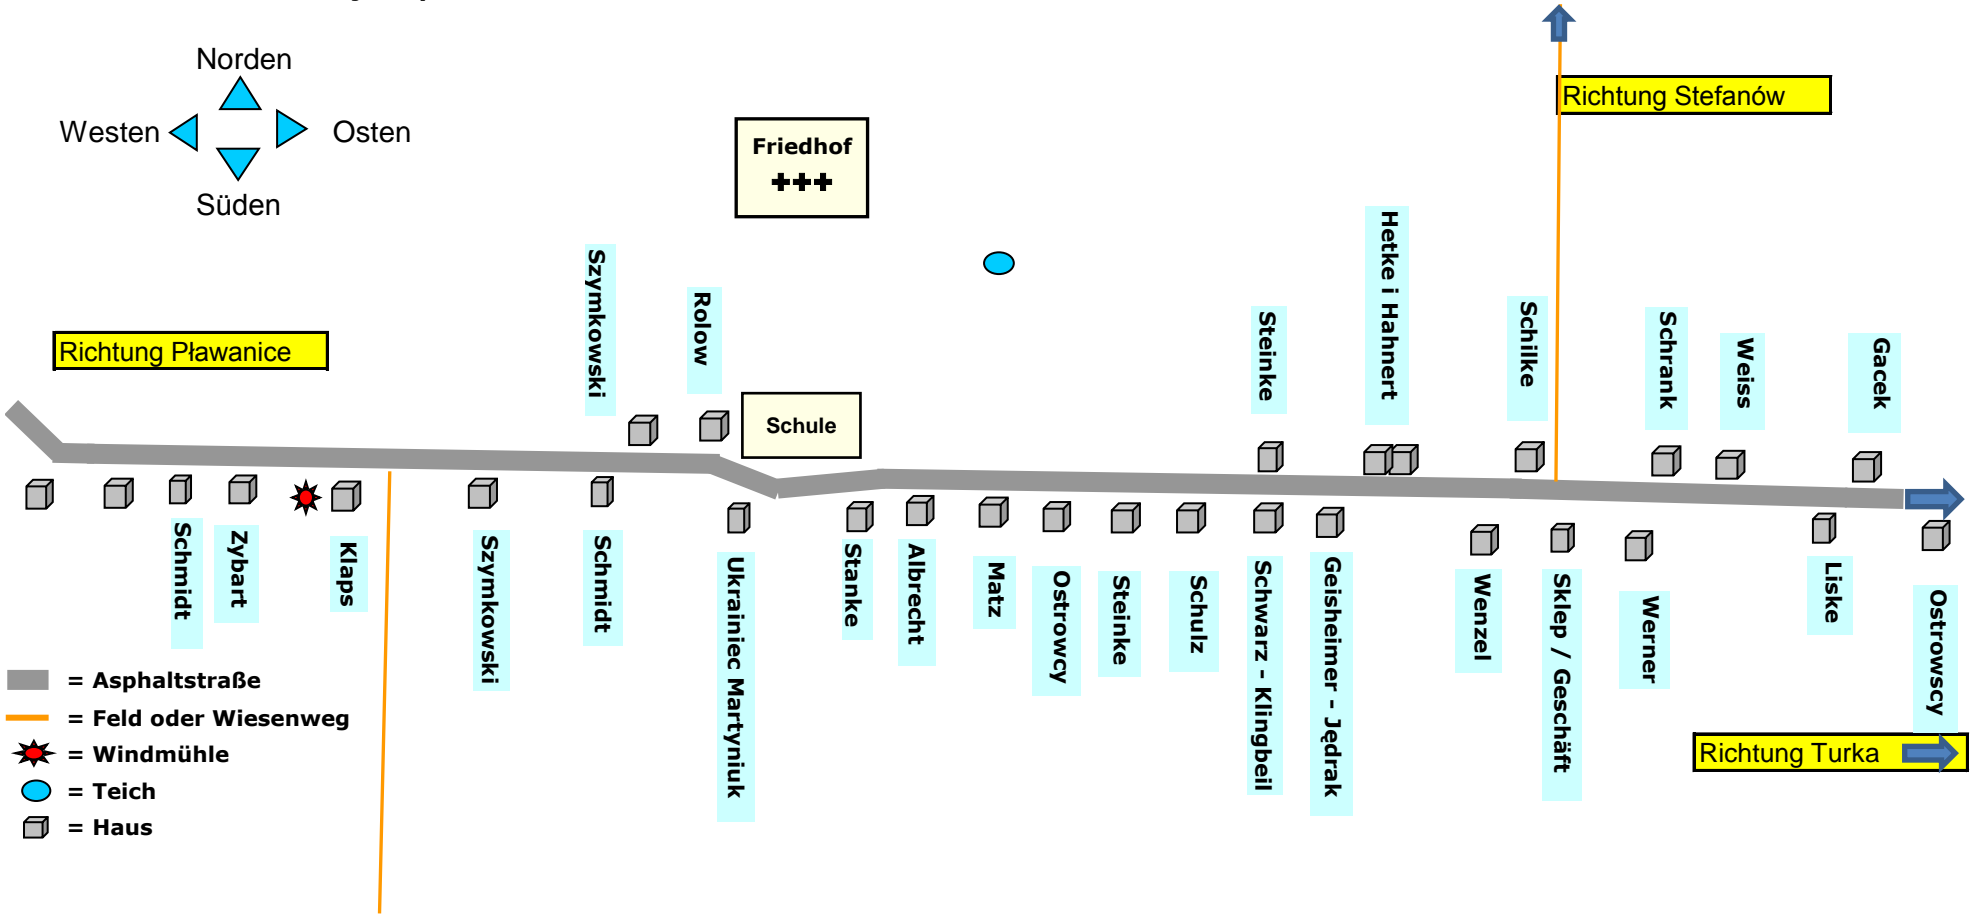 Norden
Westen
Osten
Süden
Friedhof
+++
Richtung Stefanów
Richtung Pławanice
Szymkowski
Rolow
Schule
Steinke
Hetke i Hahnert
Schilke
Schrank
Weiss
Gacek
Schmidt
Zybart
Klaps
Szymkowski
Schmidt
Ukrainiec Martyniuk
Stanke
Albrecht
Matz
Ostrowcy
Steinke
Schulz
Schwarz - Klingbeil
Geisheimer - Jędrak
Wenzel
Sklep / Geschäft
Werner
Liske
Ostrowscy
Richtung Turka
= Asphaltstraße
= Feld oder Wiesenweg
= Windmühle
= Teich
= Haus